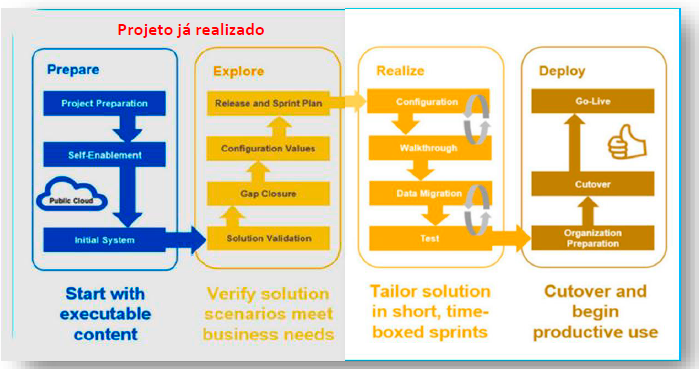 Projeto já realizado
Prepare
Project Preparation
Self-Enablement
Public Cloud
Initial System
Start with
executable
content
Explore
Release and Sprint Plan
Configuration Values
Gap Closure
Solution Validation
Verify solution
scenarios meet
business needs
Realize
Configuration
Walkthrough
Data Migration
Test
Tailor solution
in short, time-
boxed sprints
Deploy
Go-Live
Cutover
Organization
Preparation
Cutover and
begin
productive use